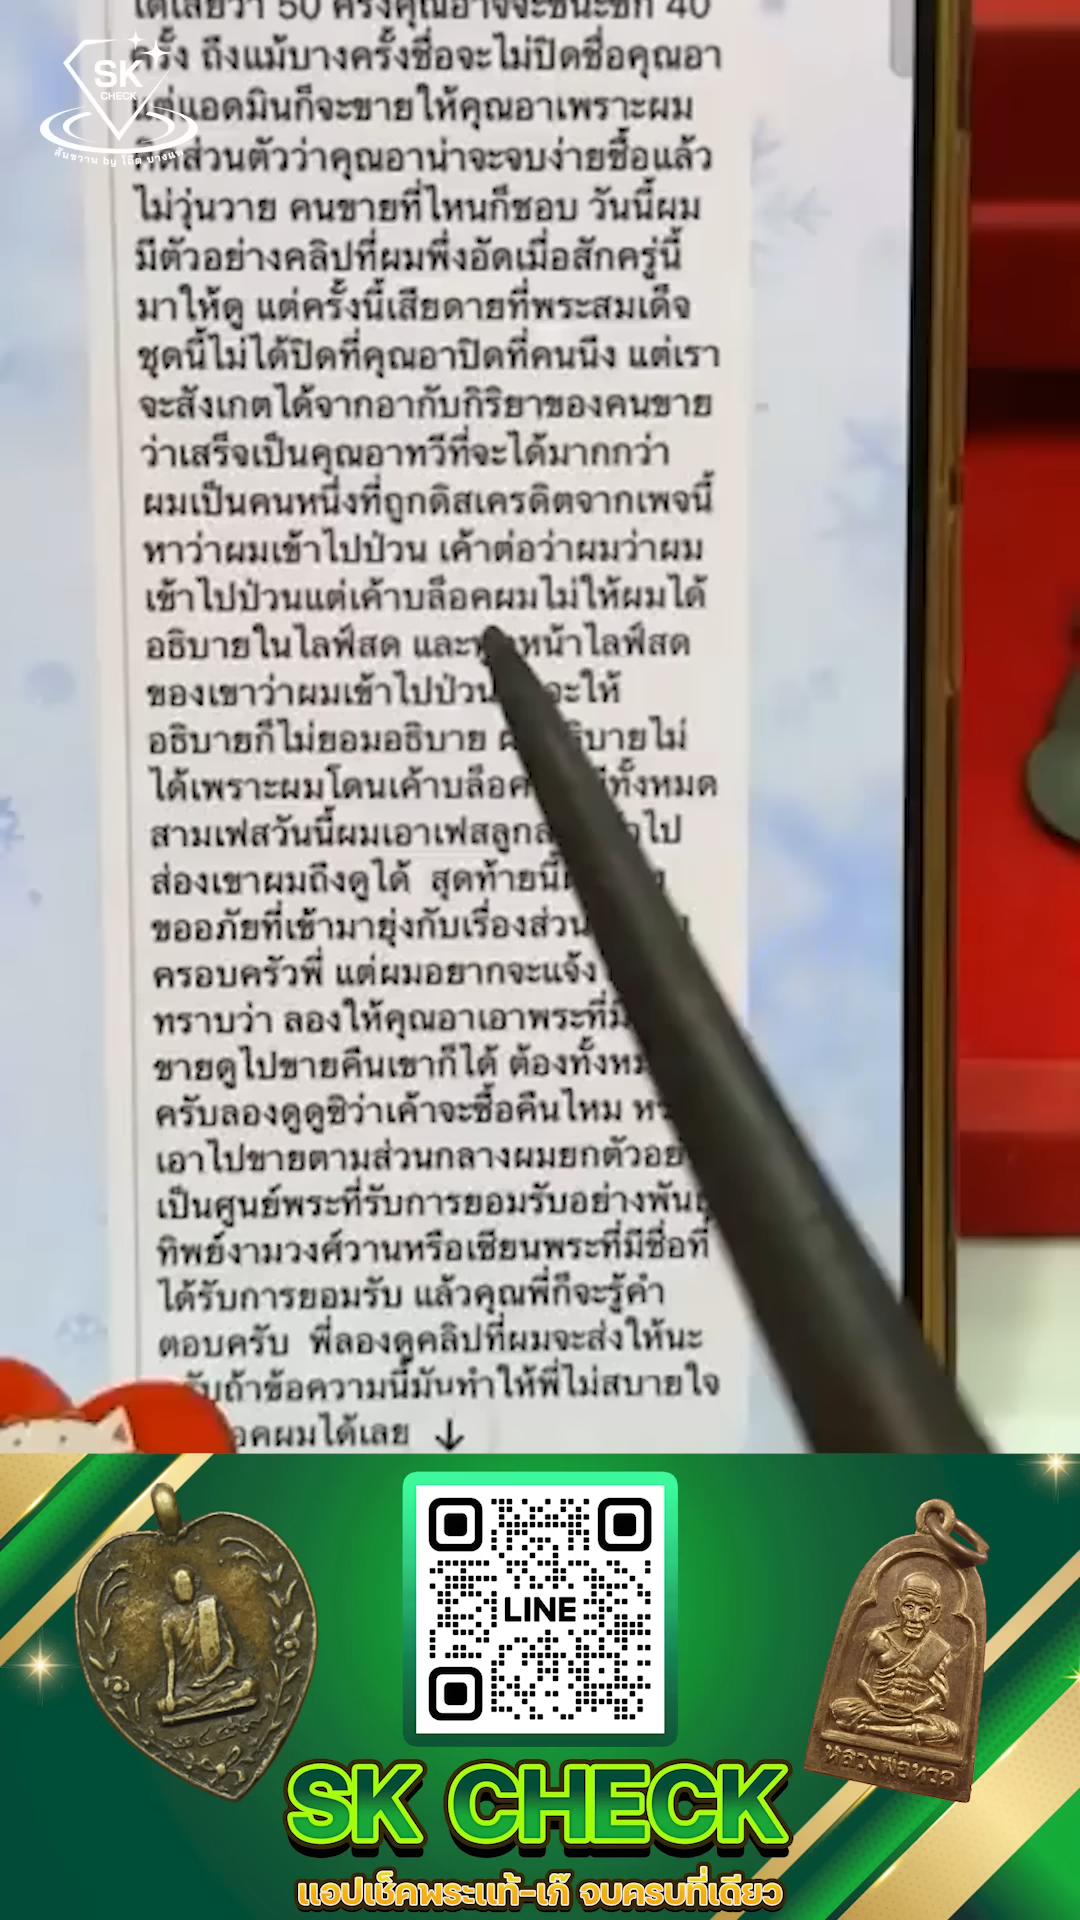 SK
CHECK
ได้เลยว่า 50 ครั้งคุณอาจจะชนะซัก 40
ครั้ง ถึงแม้บางครั้งชื่อจะไม่ปิดชื่อคุณอา
แต่แอดมินก็จะขายให้คุณอาเพราะผม
คิดส่วนตัวว่าคุณอาน่าจะจบง่ายซื้อแล้ว
ไม่วุ่นวาย คนขายที่ไหนก็ชอบ วันนี้ผม
มีตัวอย่างคลิปที่ผมพึ่งอัดเมื่อสักครู่นี้
มาให้ดู แต่ครั้งนี้เสียดายที่พระสมเด็จ
ชุดนี้ไม่ได้ปิดที่คุณอาปิดที่คนนึง แต่เรา
จะสังเกตได้จากอากับกิริยาของคนขาย
ว่าเสร็จเป็นคุณอาทวีที่จะได้มากกว่า
ผมเป็นคนหนึ่งที่ถูกดิสเครดิตจากเพจนี้
หาว่าผมเข้าไปป่วน เค้าต่อว่าผมว่าผม
เข้าไปป่วนแต่เค้าบล็อคผมไม่ให้ผมได้
อธิบายในไลฟ์สด และ หน้าไลฟ์สด
ของเขาว่าผมเข้าไปป่วน จะให้
อธิบายก็ไม่ยอมอธิบาย ไม่
ได้เพราะผมโดนเค้าบล็อค ทั้งหมด
สามเฟสวันนี้ผมเอาเฟสลูก ไป
ส่องเขาผมถึงดูได้ สุดท้ายนี้
ขออภัยที่เข้ามายุ่งกับเรื่องส่วน
ครอบครัวพี่ แต่ผมอยากจะแจ้ง
ทราบว่า ลองให้คุณอาเอาพระที่
ขายดูไปขายคืนเขาก็ได้ ต้อง
ครับลองดูดูซิว่าเค้าจะซื้อคืนไหม
เอาไปขายตามส่วนกลางผมยก
เป็นศูนย์พระที่รับการยอมรับอย่างพันธุ์
ทิพย์งามวงศ์วานหรือเซียนพระที่มีชื่อที่
ได้รับการยอมรับ แล้วคุณพี่ก็จะรู้คำ
ตอบครับ พี่ลองดูคลิปที่ผมจะส่งให้นะ
ถ้าข้อความนี้มันทำให้พี่ไม่สบายใจ
ผมได้เลย
LINE
หลวงพ่อทวด
SK CHECK
แอปเช็คพระแท้-เก๊ จบครบที่เดียว